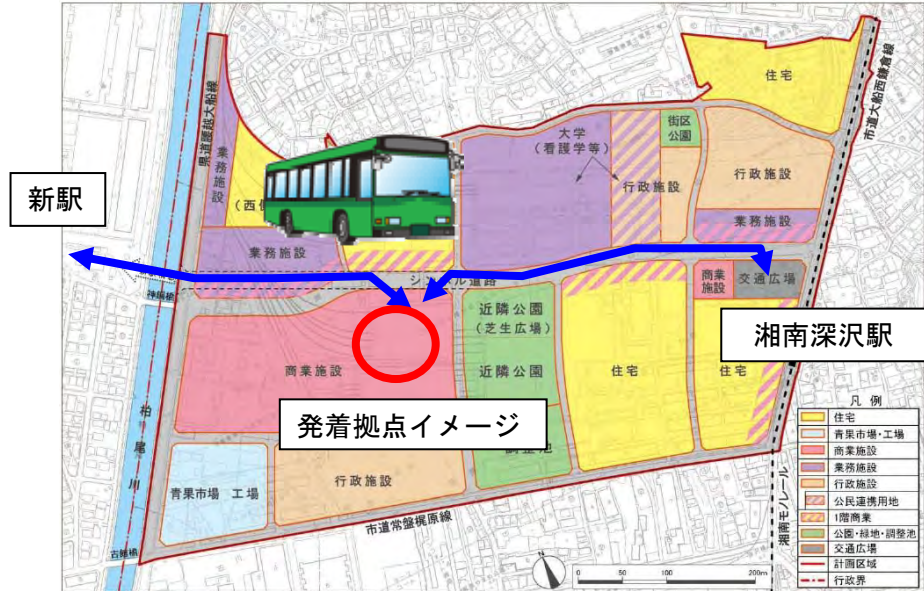 住宅
市道大船西鎌倉線
県道腰越大船線
業務施設
大学
(看護学等)
街区
公園
行政施設
行政施設
業務施設
新駅
業務施設
シンボル道路
商業
施設
交通広場
神鋼橋
近隣公園
(芝生広場)
湘南深沢駅
商業施設
近隣公園
住宅
住宅
発着拠点イメージ
調整池
柏尾川
青果市場 工場
行政施設
市道常盤梶原線
湘南モノレール
古館橋
N
0 50 100 200m
凡例
住宅
青果市場・工場
商業施設
業務施設
行政施設
公民連携用地
1階商業
公園・緑地・調整池
交通広場
計画区域
行政界